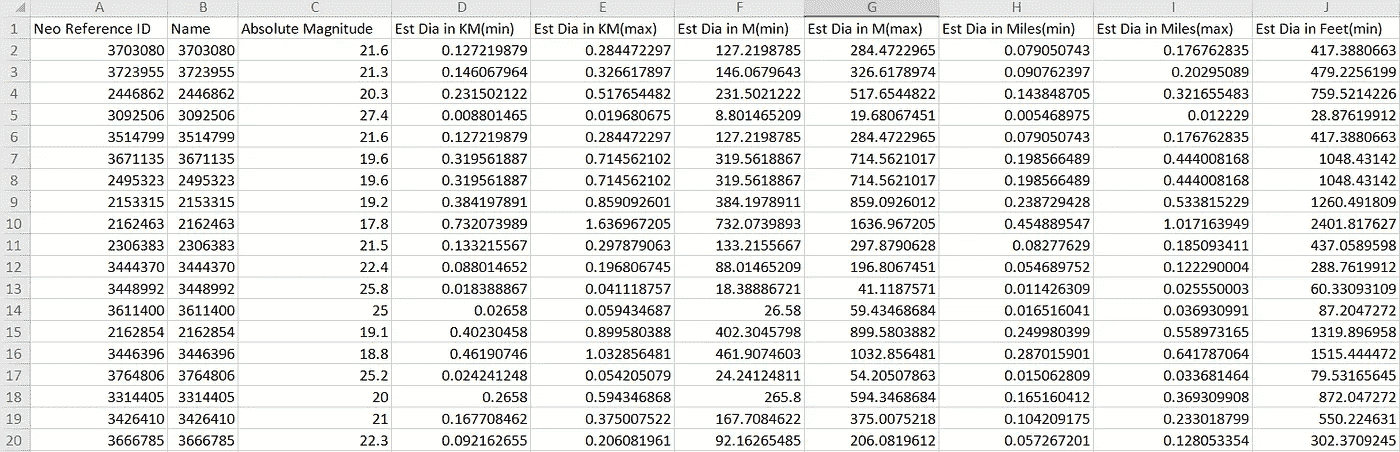 A B C D E F G H I J
1 Neo Reference ID Name Absolute Magnitude Est Dia in KM(min) Est Dia in KM(max) Est Dia in M(min) Est Dia in M(max) Est Dia in Miles(min) Est Dia in Miles(max) Est Dia in Feet(min)
2 3703080 3703080 21.6 0.127219879 0.284472297 127.2198785 284.4722965 0.079050743 0.176762835 417.3880663
3 3723955 3723955 21.3 0.146067964 0.326617897 146.0679643 326.6178974 0.090762397 0.20295089 479.2256199
4 2446862 2446862 20.3 0.231502122 0.517654482 231.5021222 517.6544822 0.143848705 0.321655483 759.5214226
5 3092506 3092506 27.4 0.008801465 0.019680675 8.801465209 19.68067451 0.005468975 0.012229 28.87619912
6 3514799 3514799 21.6 0.127219879 0.284472297 127.2198785 284.4722965 0.079050743 0.176762835 417.3880663
7 3671135 3671135 19.6 0.319561887 0.714562102 319.5618867 714.5621017 0.198566489 0.444008168 1048.43142
8 2495323 2495323 19.6 0.319561887 0.714562102 319.5618867 714.5621017 0.198566489 0.444008168 1048.43142
9 2153315 2153315 19.2 0.384197891 0.859092601 384.1978911 859.0926012 0.238729428 0.533815229 1260.491809
10 2162463 2162463 17.8 0.732073989 1.636967205 732.0739893 1636.967205 0.454889547 1.017163949 2401.817627
11 2306383 2306383 21.5 0.133215567 0.297879063 133.2155667 297.8790628 0.08277629 0.185093411 437.0589598
12 3444370 3444370 22.4 0.088014652 0.196806745 88.01465209 196.8067451 0.054689752 0.122290004 288.7619912
13 3448992 3448992 25.8 0.018388867 0.041118757 18.38886721 41.1187571 0.011426309 0.025550003 60.33093109
14 3611400 3611400 25 0.02658 0.059434687 26.58 59.43468684 0.016516041 0.036930991 87.2047272
15 2162854 2162854 19.1 0.40230458 0.899580388 402.3045798 899.5803882 0.249980399 0.558973165 1319.896958
16 3446396 3446396 18.8 0.46190746 1.032856481 461.9074603 1032.856481 0.287015901 0.641787064 1515.444472
17 3764806 3764806 25.2 0.024241248 0.054205079 24.24124811 54.20507863 0.015062809 0.033681464 79.53165645
18 3314405 3314405 20 0.2658 0.594346868 265.8 594.3468684 0.165160412 0.369309908 872.047272
19 3426410 3426410 21 0.167708462 0.375007522 167.7084622 375.0075218 0.104209175 0.233018799 550.224631
20 3666785 3666785 22.3 0.092162655 0.206081961 92.16265485 206.0819612 0.057267201 0.128053354 302.3709245